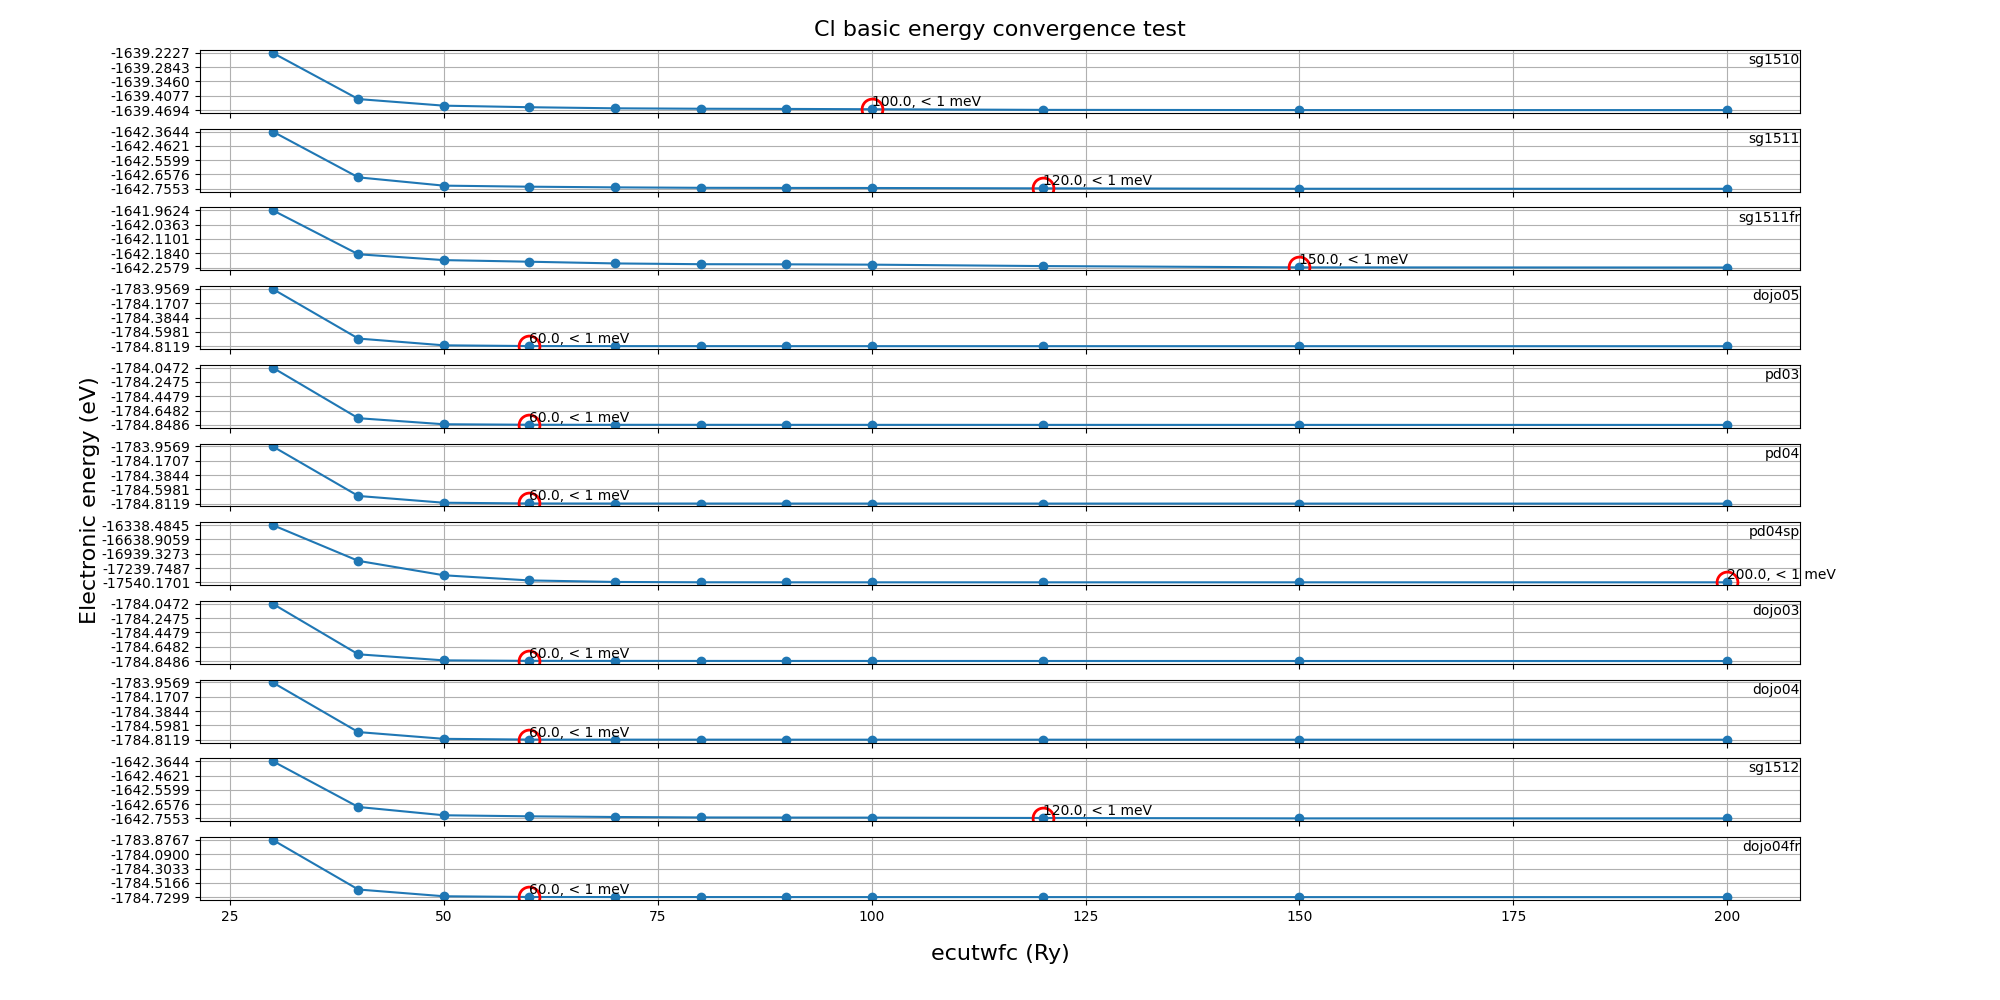 Cl basic energy convergence test
-1639.2227
-1639.2843
-1639.3460
-1639.4077
-1639.4694
sg1510
100.0, < 1 meV
-1642.3644
-1642.4621
-1642.5599
-1642.6576
-1642.7553
sg1511
120.0, < 1 meV
-1641.9624
-1642.0363
-1642.1101
-1642.1840
-1642.2579
sg1511fr
150.0, < 1 meV
-1783.9569
-1784.1707
-1784.3844
-1784.5981
-1784.8119
dojo05
60.0, < 1 meV
-1784.0472
-1784.2475
-1784.4479
-1784.6482
-1784.8486
pd03
60.0, < 1 meV
-1783.9569
-1784.1707
-1784.3844
-1784.5981
-1784.8119
pd04
60.0, < 1 meV
-16338.4845
-16638.9059
-16939.3273
-17239.7487
-17540.1701
pd04sp
200.0, < 1 meV
-1784.0472
-1784.2475
-1784.4479
-1784.6482
-1784.8486
dojo03
60.0, < 1 meV
-1783.9569
-1784.1707
-1784.3844
-1784.5981
-1784.8119
dojo04
60.0, < 1 meV
-1642.3644
-1642.4621
-1642.5599
-1642.6576
-1642.7553
sg1512
120.0, < 1 meV
-1783.8767
-1784.0900
-1784.3033
-1784.5166
-1784.7299
dojo04fr
60.0, < 1 meV
25 50 75 100 125 150 175 200
ecutwfc (Ry)
Electronic energy (eV)